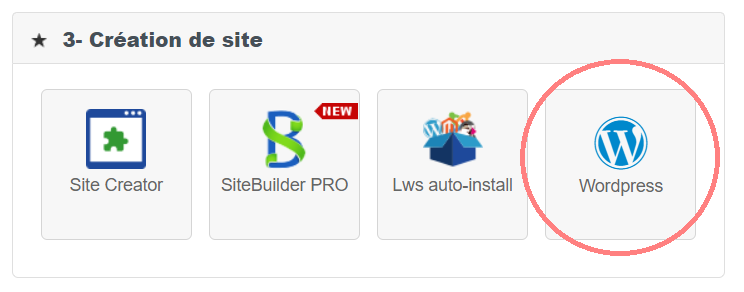 3- Création de site
NEW
Site Creator
SiteBuilder PRO
Lws auto-install
Wordpress